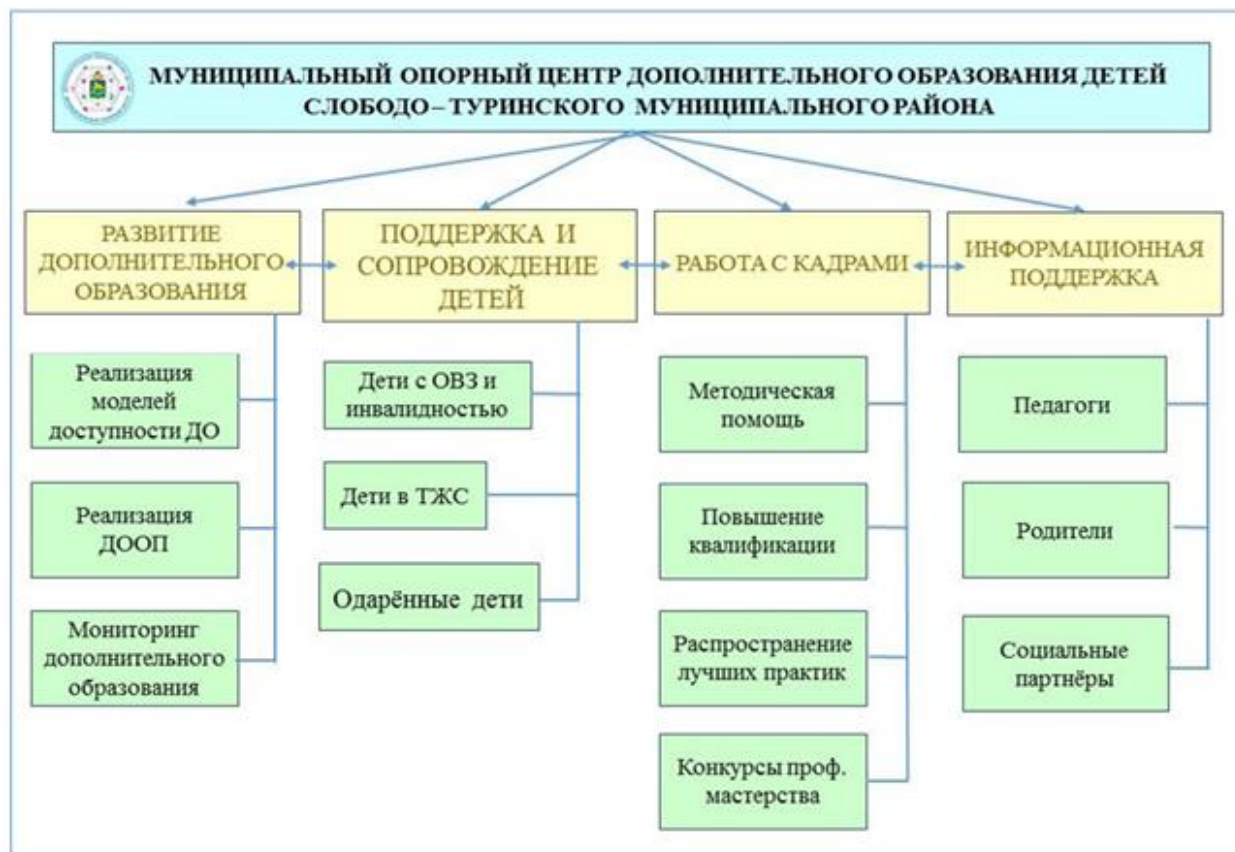 МУНИЦИПАЛЬНЫЙ ОПОРНЫЙ ЦЕНТР ДОПОЛНИТЕЛЬНОГО ОБРАЗОВАНИЯ ДЕТЕЙ
СЛОБОДО – ТУРИНСКОГО МУНИЦИПАЛЬНОГО РАЙОНА
РАЗВИТИЕ
ДОПОЛНИТЕЛЬНОГО
ОБРАЗОВАНИЯ
Реализация
моделей
доступности ДО
Реализация
ДООП
Мониторинг
дополнительного
образования
ПОДДЕРЖКА И
СОПРОВОЖДЕНИЕ
ДЕТЕЙ
Дети с ОВЗ и
инвалидностью
Дети в ТЖС
Одарённые дети
РАБОТА С КАДРАМИ
Методическая
помощь
Повышение
квалификации
Распространение
лучших практик
Конкурсы проф.
мастерства
ИНФОРМАЦИОННАЯ
ПОДДЕРЖКА
Педагоги
Родители
Социальные
партнёры